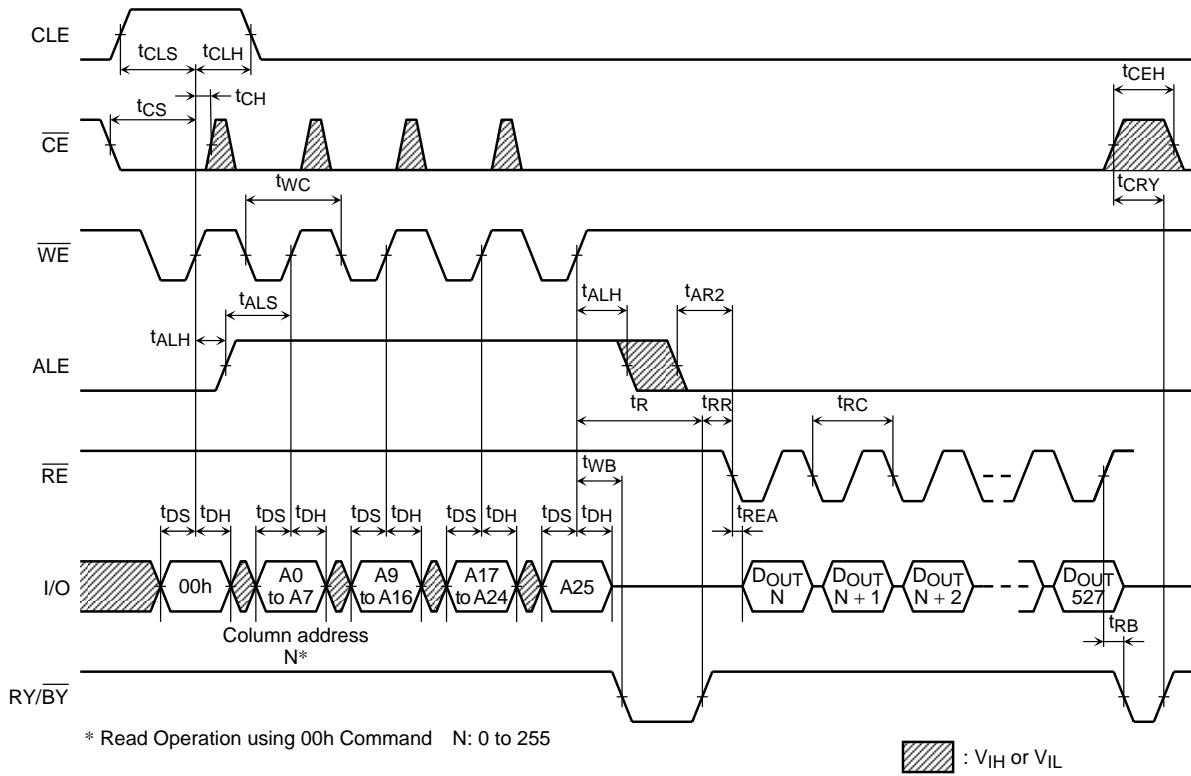 CLE
tCLS
tCLH
tCEH
tCH
tCS
CE
tWC
tCRY
WE
tALS
tALH
tAR2
tALH
ALE
tR
tRR
tRC
RE
tWB
tREA
tDS
tDH
tDS
tDH
tDS
tDH
tDS
tDH
tDS
tDH
I/O
00h
A0
to A7
A9
to A16
A17
to A24
A25
DOUT
N
DOUT
N + 1
DOUT
N + 2
DOUT
527
Column address
N*
tRB
RY/BY
* Read Operation using 00h Command N: 0 to 255
: VIH or VIL